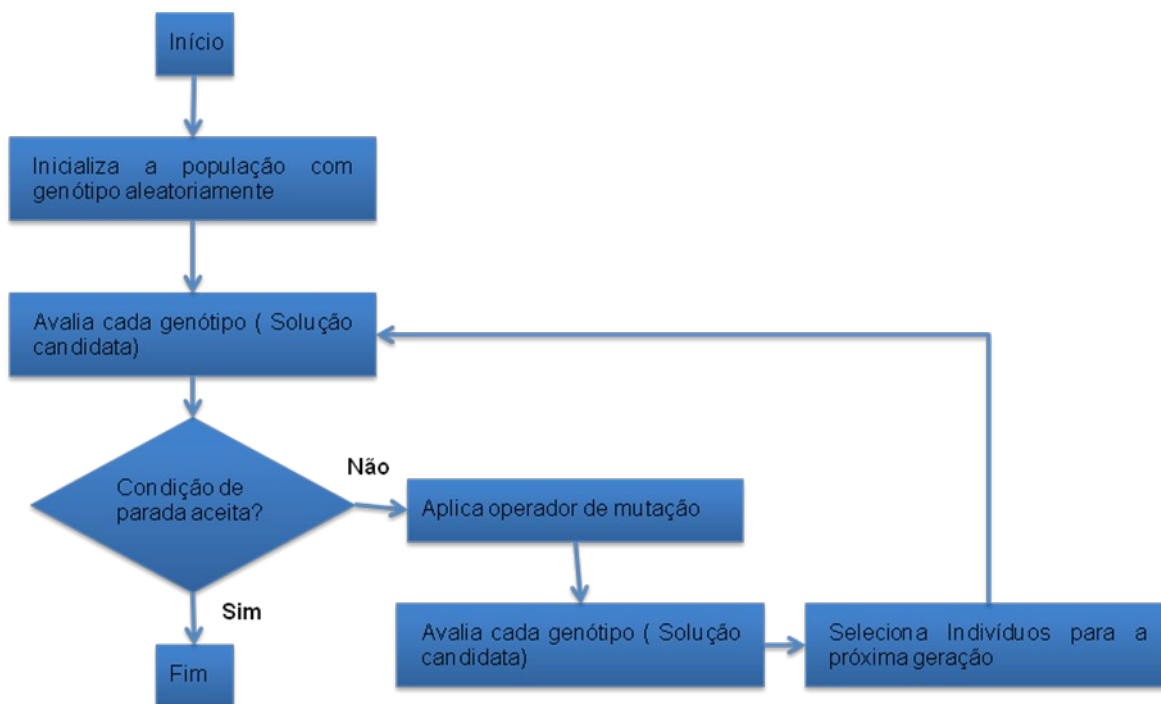 Início
Inicializa a população com
genótipo aleatoriamente
Avalia cada genótipo ( Solução
candidata)
Condição de
parada aceita?
Não
Aplica operador de mutação
Sim
Avalia cada genótipo ( Solução
candidata)
Seleciona Indivíduos para a
próxima geração
Fim